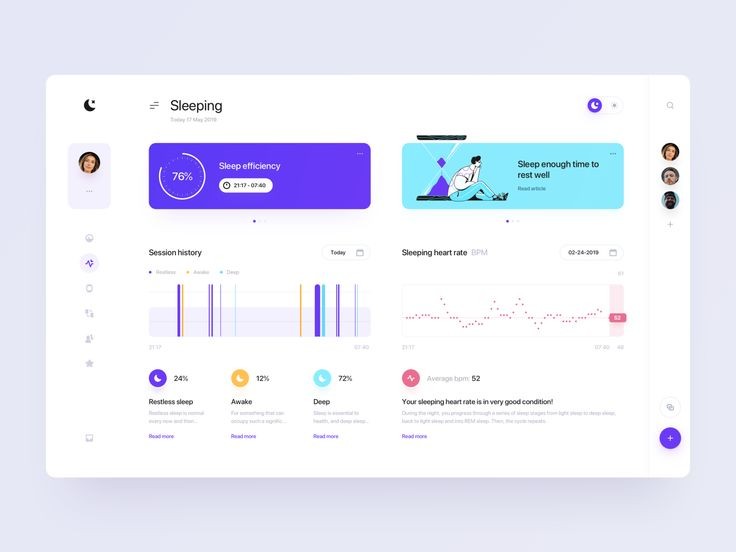 Sleeping
Today 17 May 2019
76%
Sleep efficiency
21:17 - 07:40
Sleep enough time to
rest well
Read article
Session history
Today
Restless
Awake
Deep
21:17
07:40
Sleeping heart rate BPM
02-24-2019
61
52
21:17
07:40
48
24%
Restless sleep
Restless sleep is normal
every now and then...
Read more
12%
Awake
For something that can
occupy such a signific...
Read more
72%
Deep
Sleep is essential to
health, and deep sleep...
Read more
Average bpm: 52
Your sleeping heart rate is in very good condition!
During the night, you progress through a series of sleep stages from light sleep to deep sleep,
back to light sleep and into REM sleep. Then, the cycle repeats.
Read more